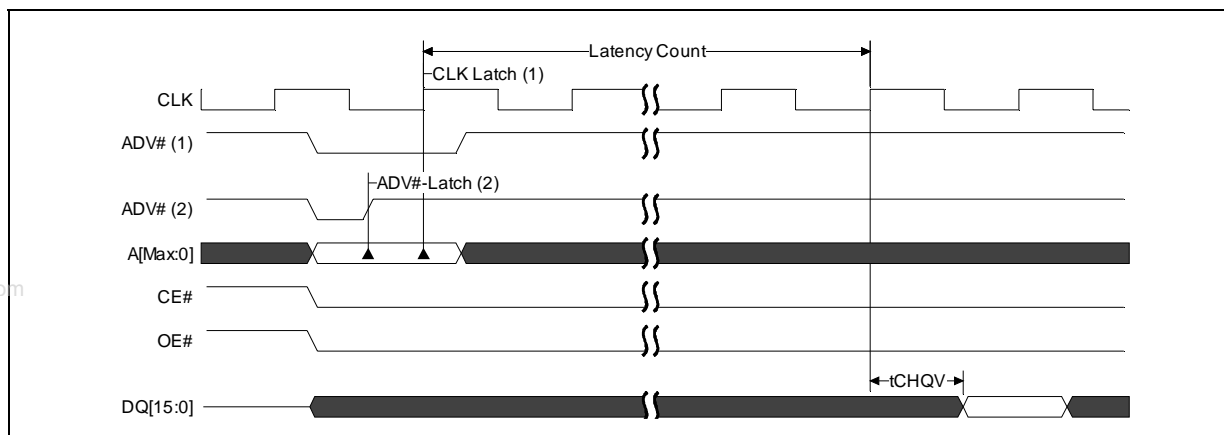 Latency Count
CLK Latch (1)
CLK
ADV# (1)
ADV#-Latch (2)
ADV# (2)
A[Max:0]
om
CE#
OE#
tCHQV
DQ[15:0]